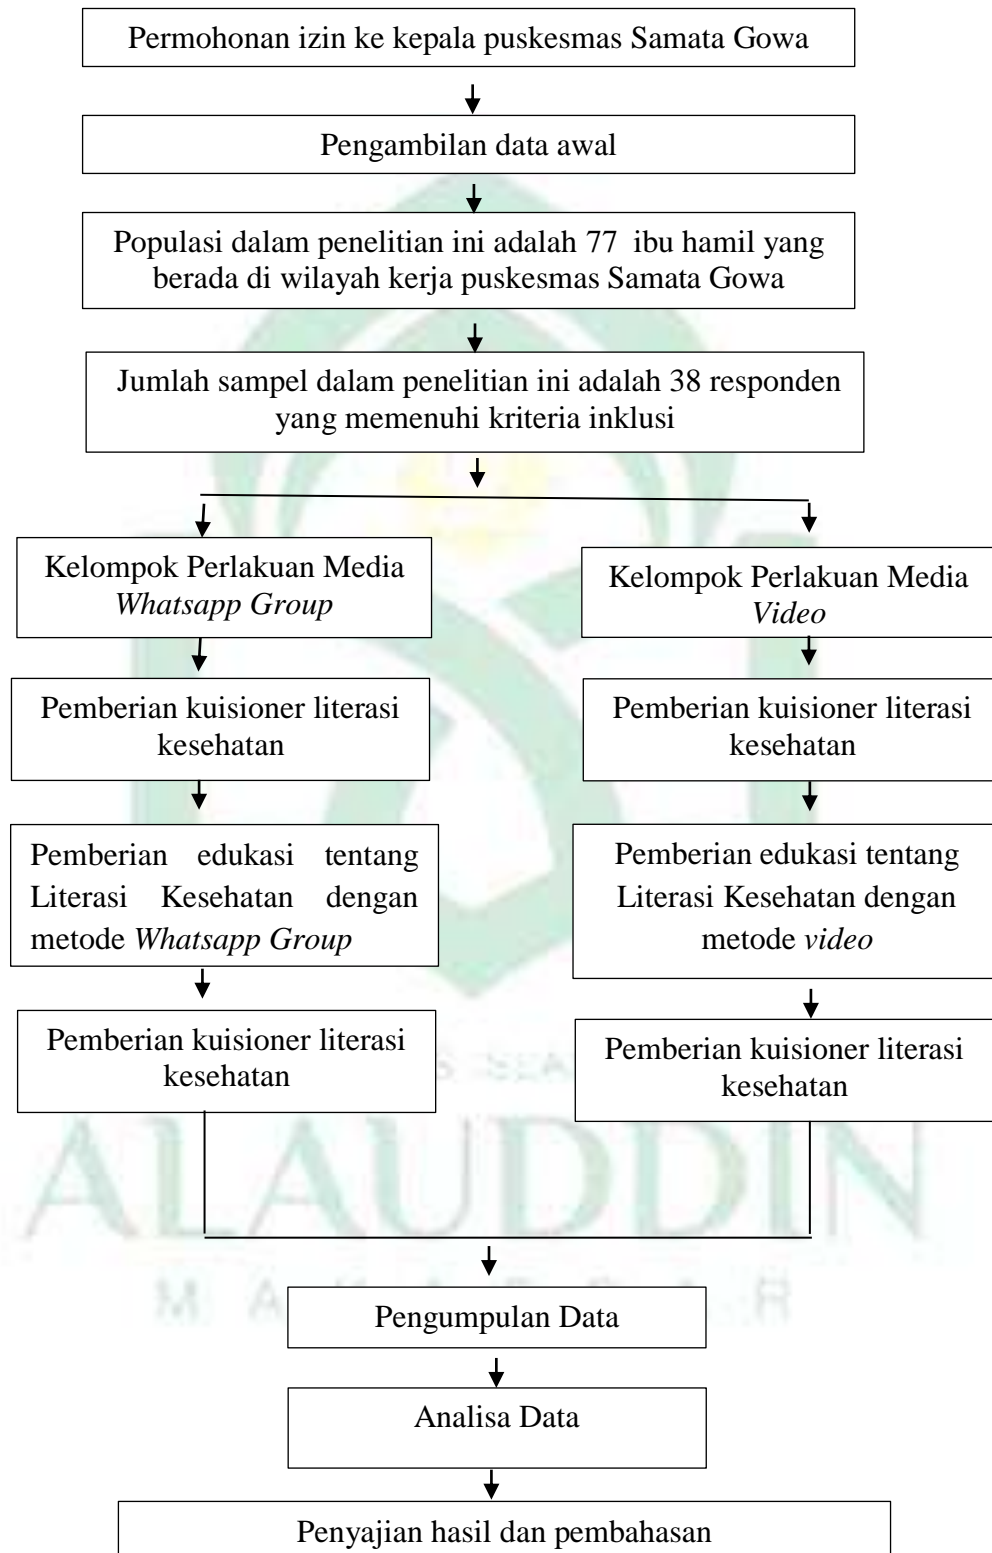 Permohonan izin ke kepala puskesmas Samata Gowa
Pengambilan data awal
Populasi dalam penelitian ini adalah 77 ibu hamil yang
berada di wilayah kerja puskesmas Samata Gowa
Jumlah sampel dalam penelitian ini adalah 38 responden
yang memenuhi kriteria inklusi
Kelompok Perlakuan Media
Whatsapp Group
Pemberian kuisioner literasi
kesehatan
Pemberian edukasi tentang
Literasi Kesehatan dengan
metode Whatsapp Group
Pemberian kuisioner literasi
kesehatan
Kelompok Perlakuan Media
Video
Pemberian kuisioner literasi
kesehatan
Pemberian edukasi tentang
Literasi Kesehatan dengan
metode video
Pemberian kuisioner literasi
kesehatan
ALAUDDIN
Pengumpulan Data
Analisa Data
Penyajian hasil dan pembahasan